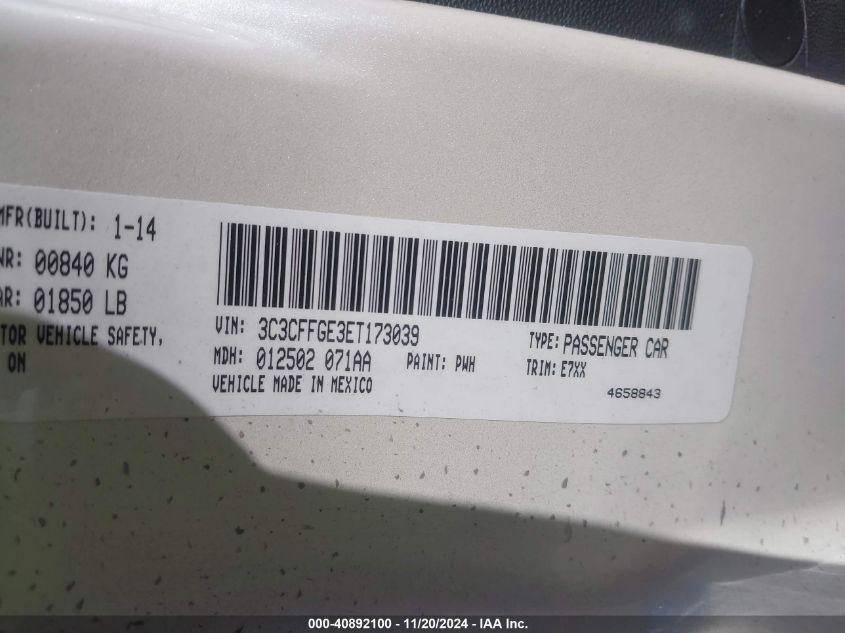 MFR(BUILT): 1-14
WR: 00840 KG
AR: 01850 LB
TOR VEHICLE SAFETY,
ON
VIN: 3C3CFFGE3ET173039
TYPE: PASSENGER CAR
MDH: 012502 071AA
PAINT: PWH
TRIM: E7XX
VEHICLE MADE IN MEXICO
4658843
000-40892100 - 11/20/2024 - IAA Inc.